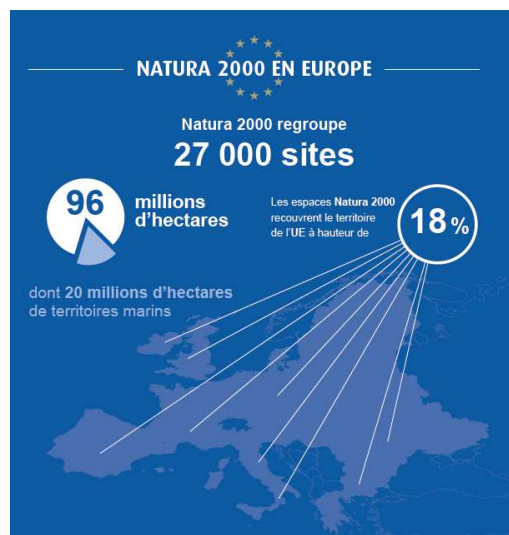 NATURA 2000 EN EUROPE
Natura 2000 regroupe
27 000 sites
96
millions
d'hectares
dont 20 millions d'hectares
de territoires marins
Les espaces Natura 2000
recouvrent le territoire
de l'UE à hauteur de
18 %